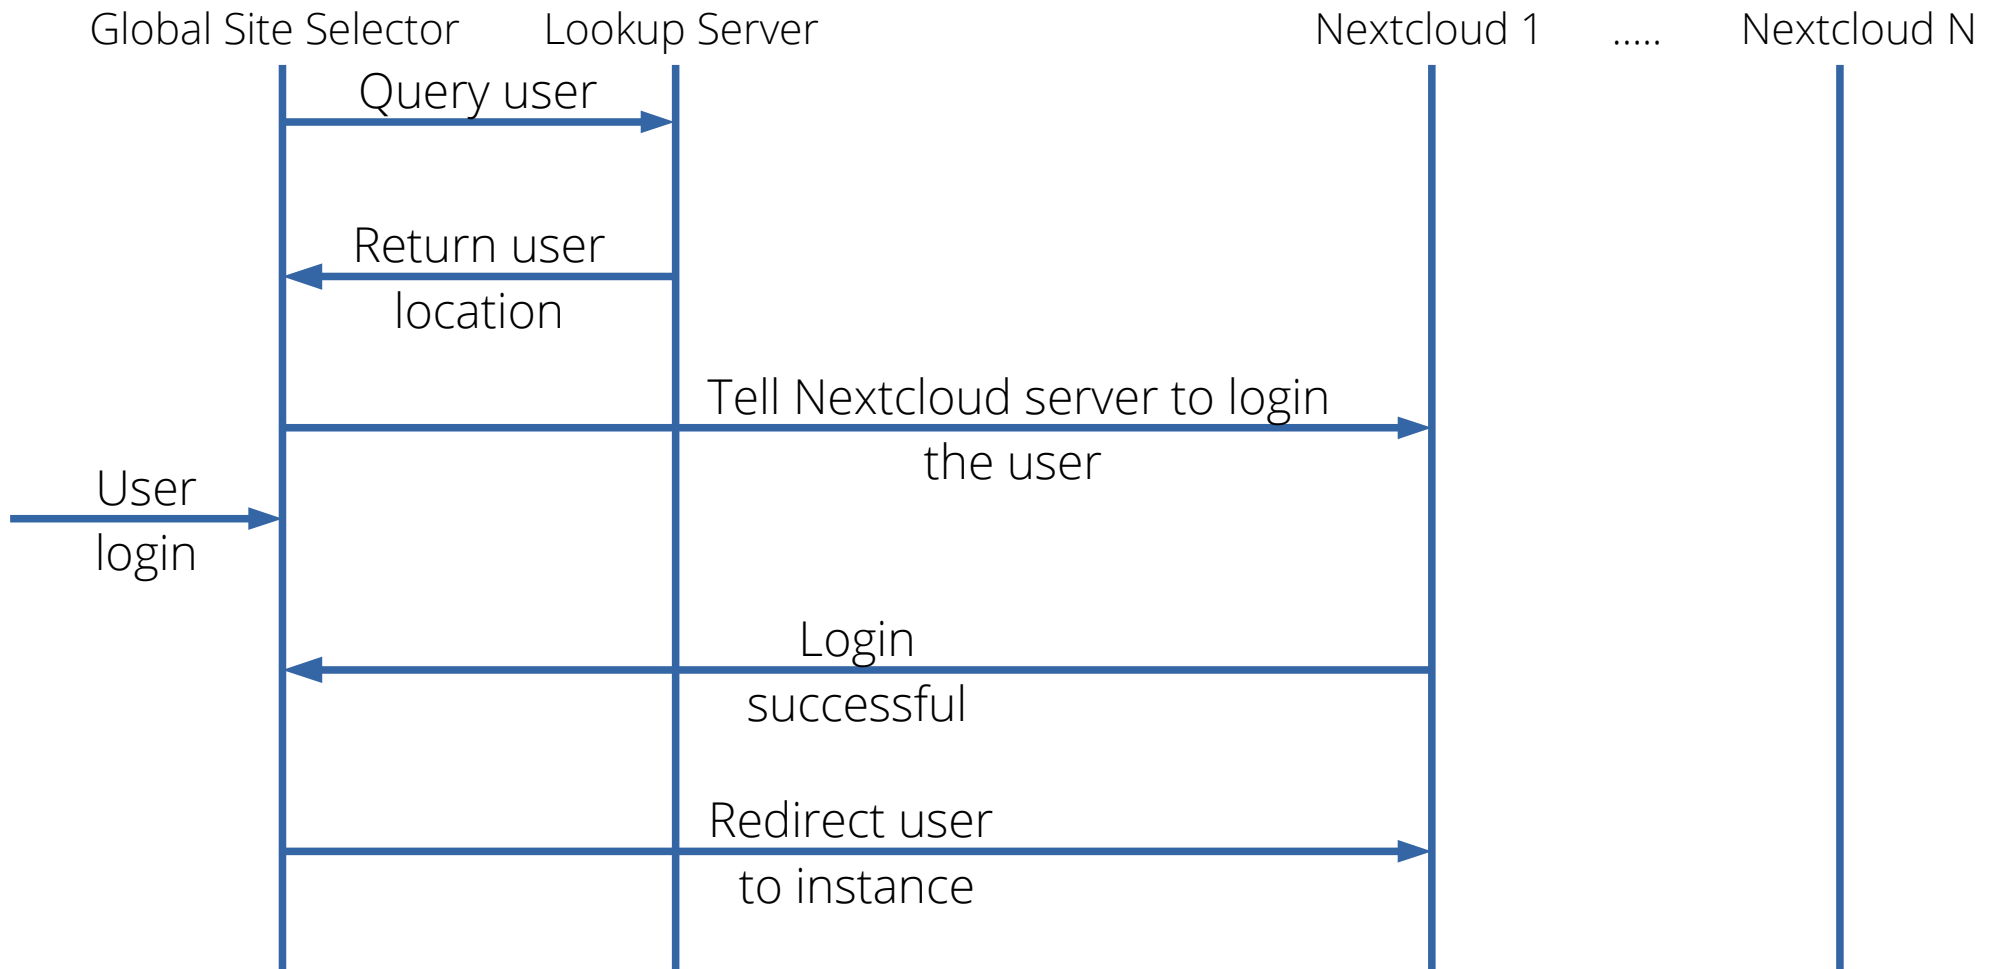 Global Site Selector
Lookup Server
Nextcloud 1
.....
Nextcloud N
Query user
Return user
location
Tell Nextcloud server to login
the user
User
login
Login
successful
Redirect user
to instance